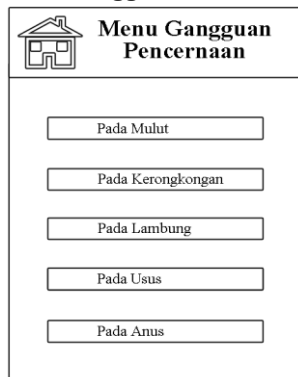 Menu Gangguan
Pencernaan
Pada Mulut
Pada Kerongkongan
Pada Lambung
Pada Usus
Pada Anus